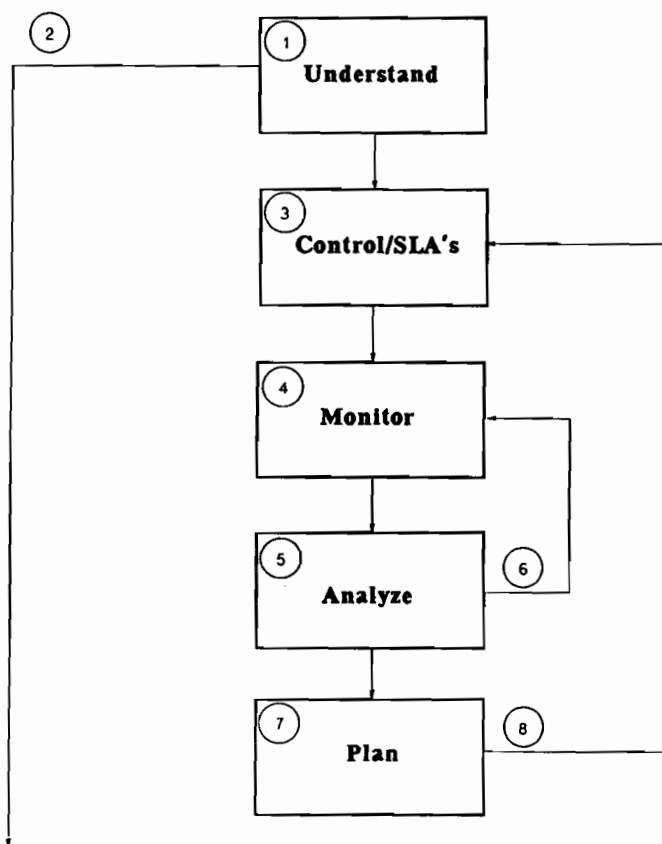 2
1
Understand
3
Control/SLA's
4
Monitor
5
6
Analyze
7
8
Plan